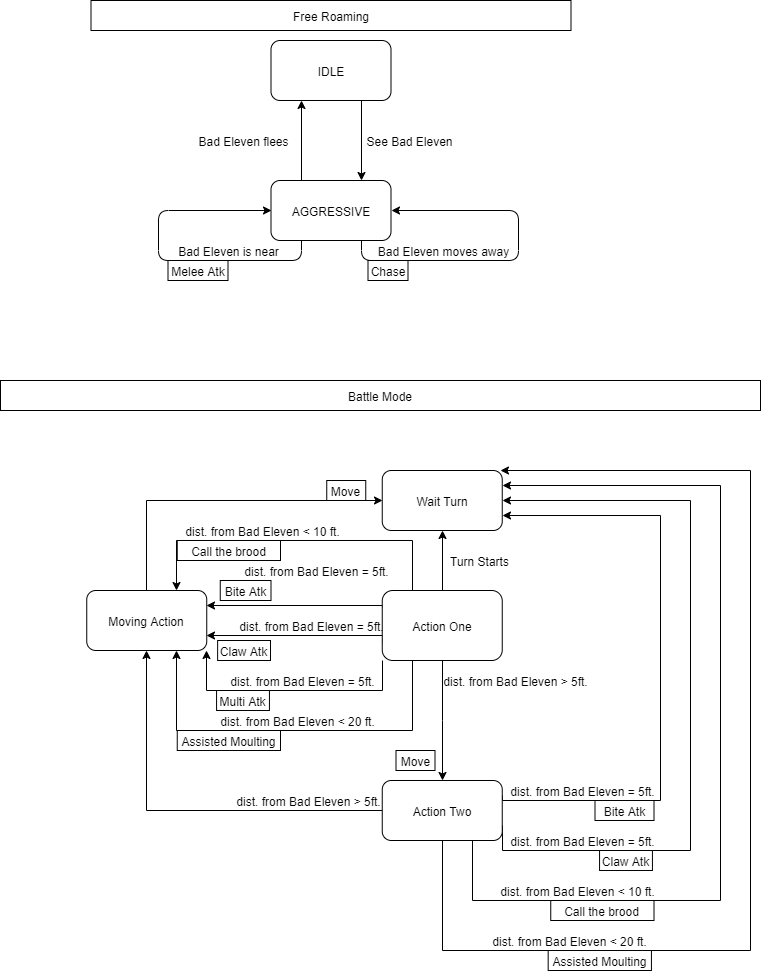 Free Roaming
IDLE
Bad Eleven flees
See Bad Eleven
AGGRESSIVE
Bad Eleven is near
Bad Eleven moves away
Melee Atk
Chase
Battle Mode
Move
Wait Turn
dist. from Bad Eleven < 10 ft.
Call the brood
Turn Starts
dist. from Bad Eleven = 5ft.
Bite Atk
Moving Action
Action One
dist. from Bad Eleven = 5ft.
Claw Atk
dist. from Bad Eleven = 5ft.
dist. from Bad Eleven > 5ft.
Multi Atk
dist. from Bad Eleven < 20 ft.
Assisted Moulting
Move
dist. from Bad Eleven > 5ft.
Action Two
dist. from Bad Eleven = 5ft.
Bite Atk
dist. from Bad Eleven = 5ft.
Claw Atk
dist. from Bad Eleven < 10 ft.
Call the brood
dist. from Bad Eleven < 20 ft.
Assisted Moulting